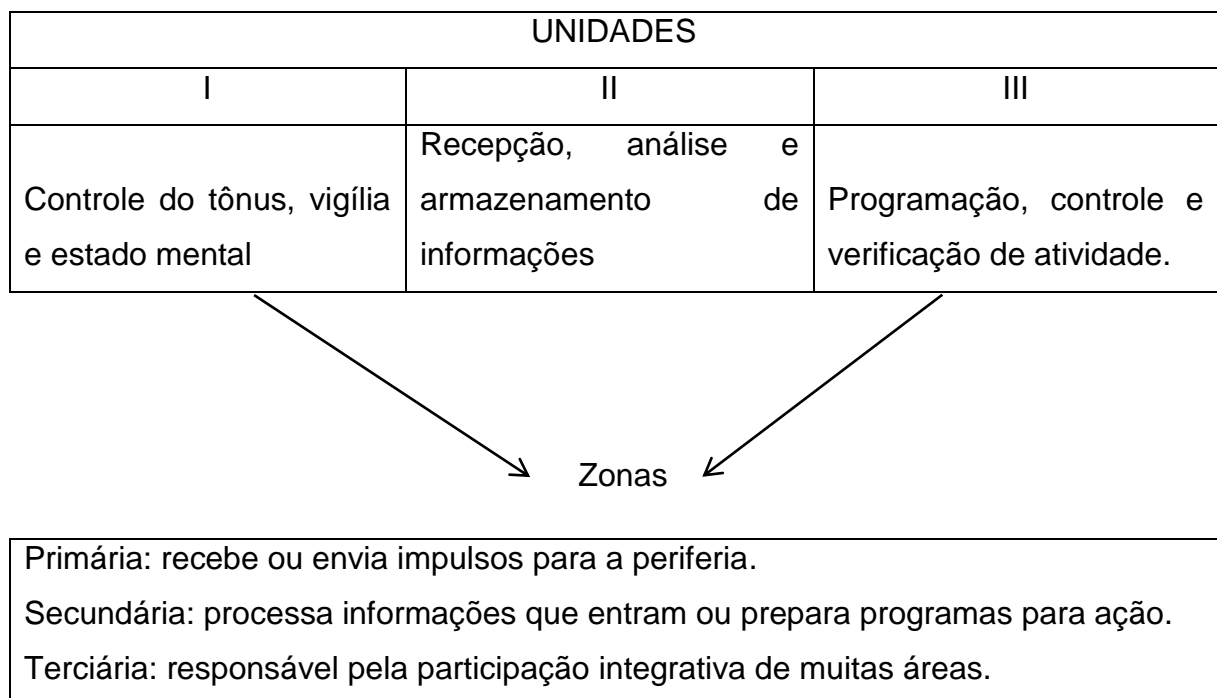 UNIDADES
I
II
III
Controle do tônus, vigília
e estado mental
Recepção, análise e
armazenamento de
informações
Programação, controle e
verificação de atividade.
Zonas
Primária: recebe ou envia impulsos para a periferia.
Secundária: processa informações que entram ou prepara programas para ação.
Terciária: responsável pela participação integrativa de muitas áreas.